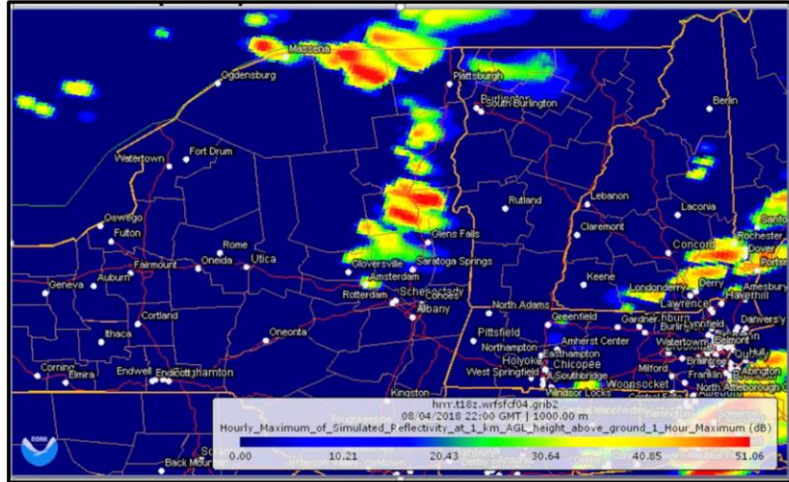 Massena
Ogdensburg
Plattsburgh
Burlington
South Burlington
Berlin
Watertown
Fort Drum
Rutland
Lebanon
Laconia
Oswego
Fulton
Claremont
Glens Falls
Rochester
Dover
Rome
Concord
Fairmount
Oneida
Utica
Gloversville
Saratoga Springs
Auburn
Amsterdam
Keene
Geneva
Londonderry
Derry
Amesbury
Rotterdam
Schenectady
Cohoes
Lawrence
Haverhill
Albany
North Adams
Cortland
Greenfield
Gardner
Ithaca
Oneonta
Pittsfield
Amherst Center
Watertown
Belmont
Northampton
Easthampton
Holyoke
Chicopee
Milford
Corning
Elmira
Endwell
West Springfield
Southbridge
Woonsocket
Franklin
Abington
Windsor Locks
North Attleborough
Kingston
hrrr.t18z.wrfsfcf04.grib2
08/04/2018 22:00 GMT | 1000.00 m
Hourly_Maximum_of_Simulated_Reflectivity_at_1_km_AGL_height_above_ground_1_Hour_Maximum (dB)
0.00 10.21 20.43 30.64 40.85 51.06